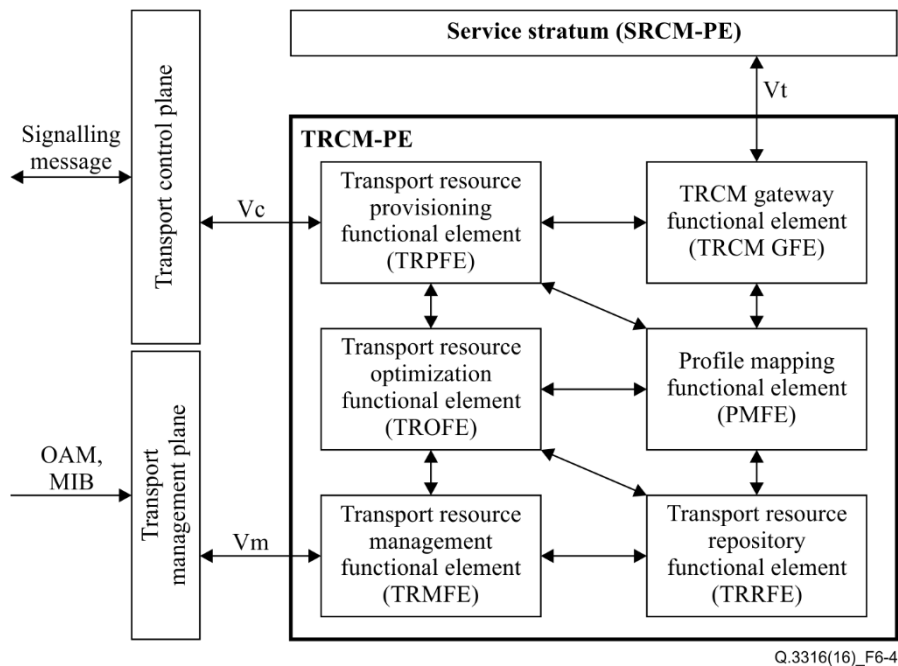 Service stratum (SRCM-PE)
Vt
Transport control plane
Signalling
message
Vc
TRCM-PE
Transport resource
provisioning
functional element
(TRPFE)
TRCM gateway
functional element
(TRCM GFE)
Transport resource
optimization
functional element
(TROFE)
Profile mapping
functional element
(PMFE)
Transport
management plane
OAM,
MIB
Vm
Transport resource
management
functional element
(TRMFE)
Transport resource
repository
functional element
(TRRFE)
Q.3316(16)_F6-4